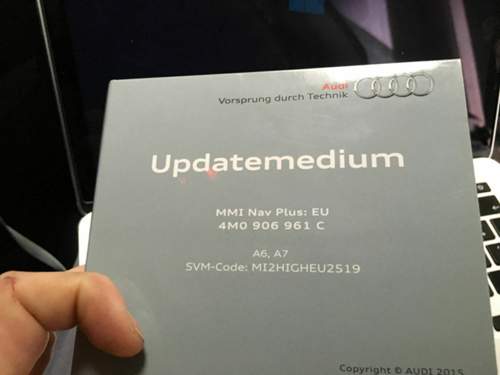 Audi
Vorsprung durch Technik
Updatemedium
MMI Nav Plus: EU
4M0 906 961 C
A6, A7
SVM-Code: MI2HIGHEU2519
Copyright © AUDI 2015